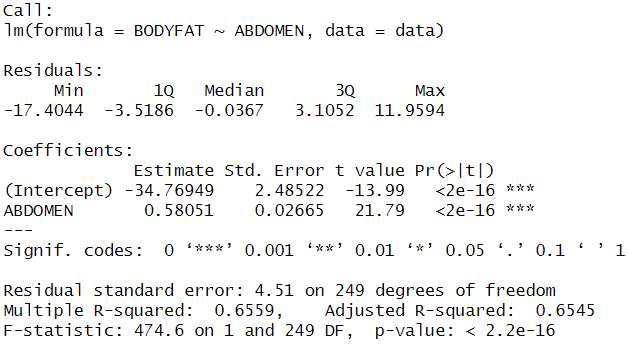 Call:
lm(formula = BODYFAT ~ ABDOMEN, data = data)
Residuals:
Min 1Q Median 3Q Max
-17.4044 -3.5186 -0.0367 3.1052 11.9594
Coefficients:
Estimate Std. Error t value Pr(>|t|)
(Intercept) -34.76949 2.48522 -13.99 <2e-16 ***
ABDOMEN 0.58051 0.02665 21.79 <2e-16 ***
---
Signif. codes: 0 ‘***’ 0.001 ‘**’ 0.01 ‘*’ 0.05 ‘.’ 0.1 ‘ ’ 1
Residual standard error: 4.51 on 249 degrees of freedom
Multiple R-squared: 0.6559, Adjusted R-squared: 0.6545
F-statistic: 474.6 on 1 and 249 DF, p-value: < 2.2e-16